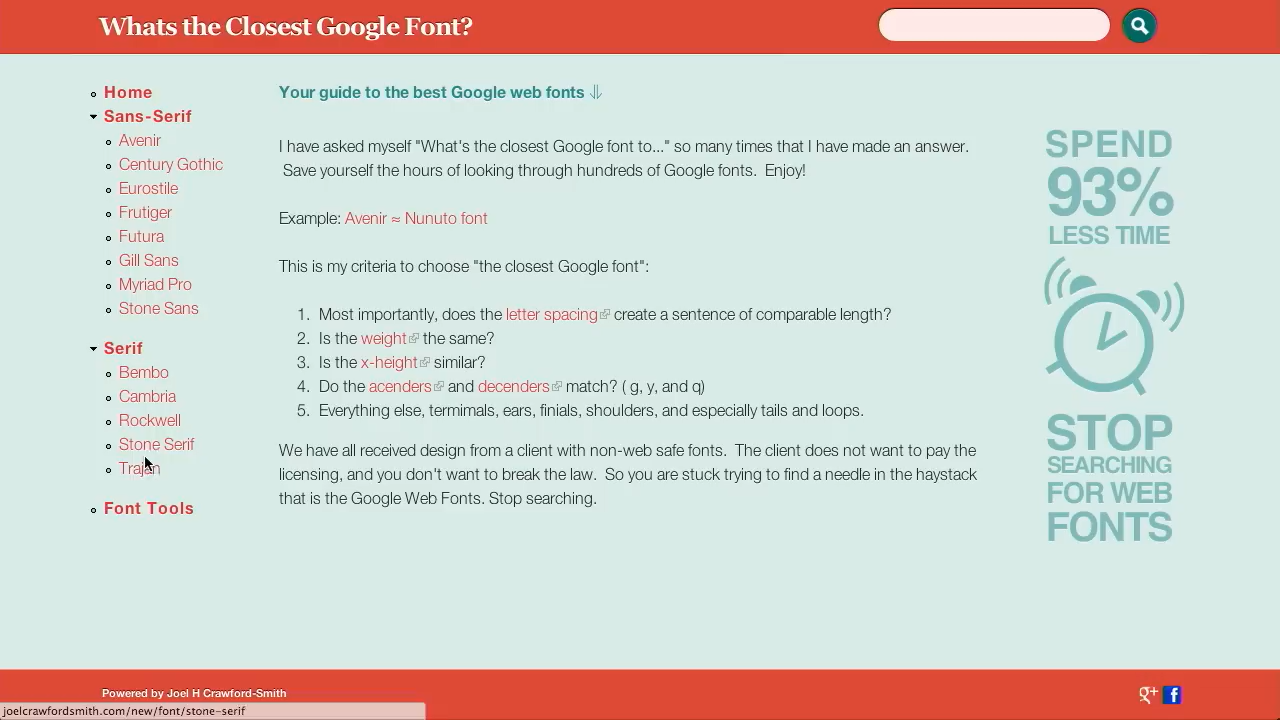 Whats the Closest Google Font?
Home
Sans-Serif
Avenir
Century Gothic
Eurostile
Frutiger
Futura
Gill Sans
Myriad Pro
Stone Sans
Serif
Bembo
Cambria
Rockwell
Stone Serif
Trajan
Font Tools
Your guide to the best Google web fonts
I have asked myself "What's the closest Google font to..." so many times that I have made an answer.
Save yourself the hours of looking through hundreds of Google fonts. Enjoy!
Example: Avenir ≈ Nunuto font
This is my criteria to choose "the closest Google font":
1. Most importantly, does the letter spacing create a sentence of comparable length?
2. Is the weight the same?
3. Is the x-height similar?
4. Do the acenders and decenders match? ( g, y, and q)
5. Everything else, termimals, ears, finials, shoulders, and especially tails and loops.
We have all received design from a client with non-web safe fonts. The client does not want to pay the
licensing, and you don't want to break the law. So you are stuck trying to find a needle in the haystack
that is the Google Web Fonts. Stop searching.
SPEND
93%
LESS TIME
STOP
SEARCHING
FOR WEB
FONTS
Powered by Joel H Crawford-Smith
g+ f
joelcrawfordsmith.com/new/font/stone-serif